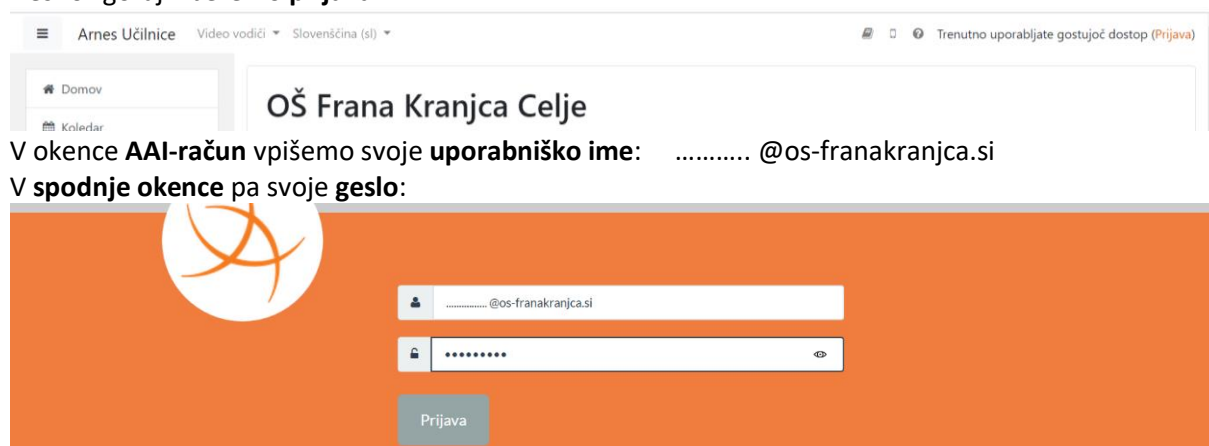 Arnes Učilnice Video vodiči Slovenščina (sl) Trenutno uporabljate gostujoč dostop (Prijava)
Domov
OŠ Frana Kranjca Celje
Koledar
V okence AAI-račun vpišemo svoje uporabniško ime: ……….. @os-franakranjca.si
V spodnje okence pa svoje geslo:
................ @os-franakranjca.si
•••••••••
Prijava